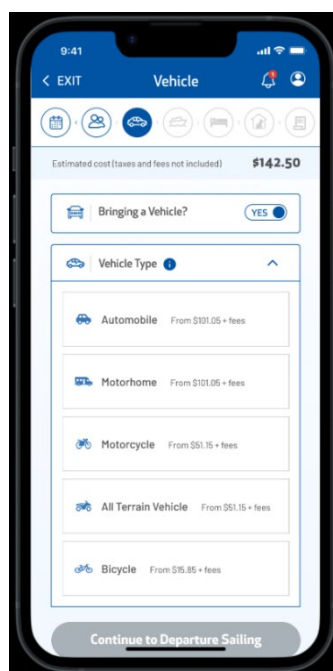 9:41
< EXIT Vehicle
Estimated cost (taxes and fees not included) $142.50
Bringing a Vehicle? YES
Vehicle Type i
Automobile From $101.05 + fees
Motorhome From $101.05 + fees
Motorcycle From $51.15 + fees
All Terrain Vehicle From $51.15 + fees
Bicycle From $15.85 + fees
Continue to Departure Sailing